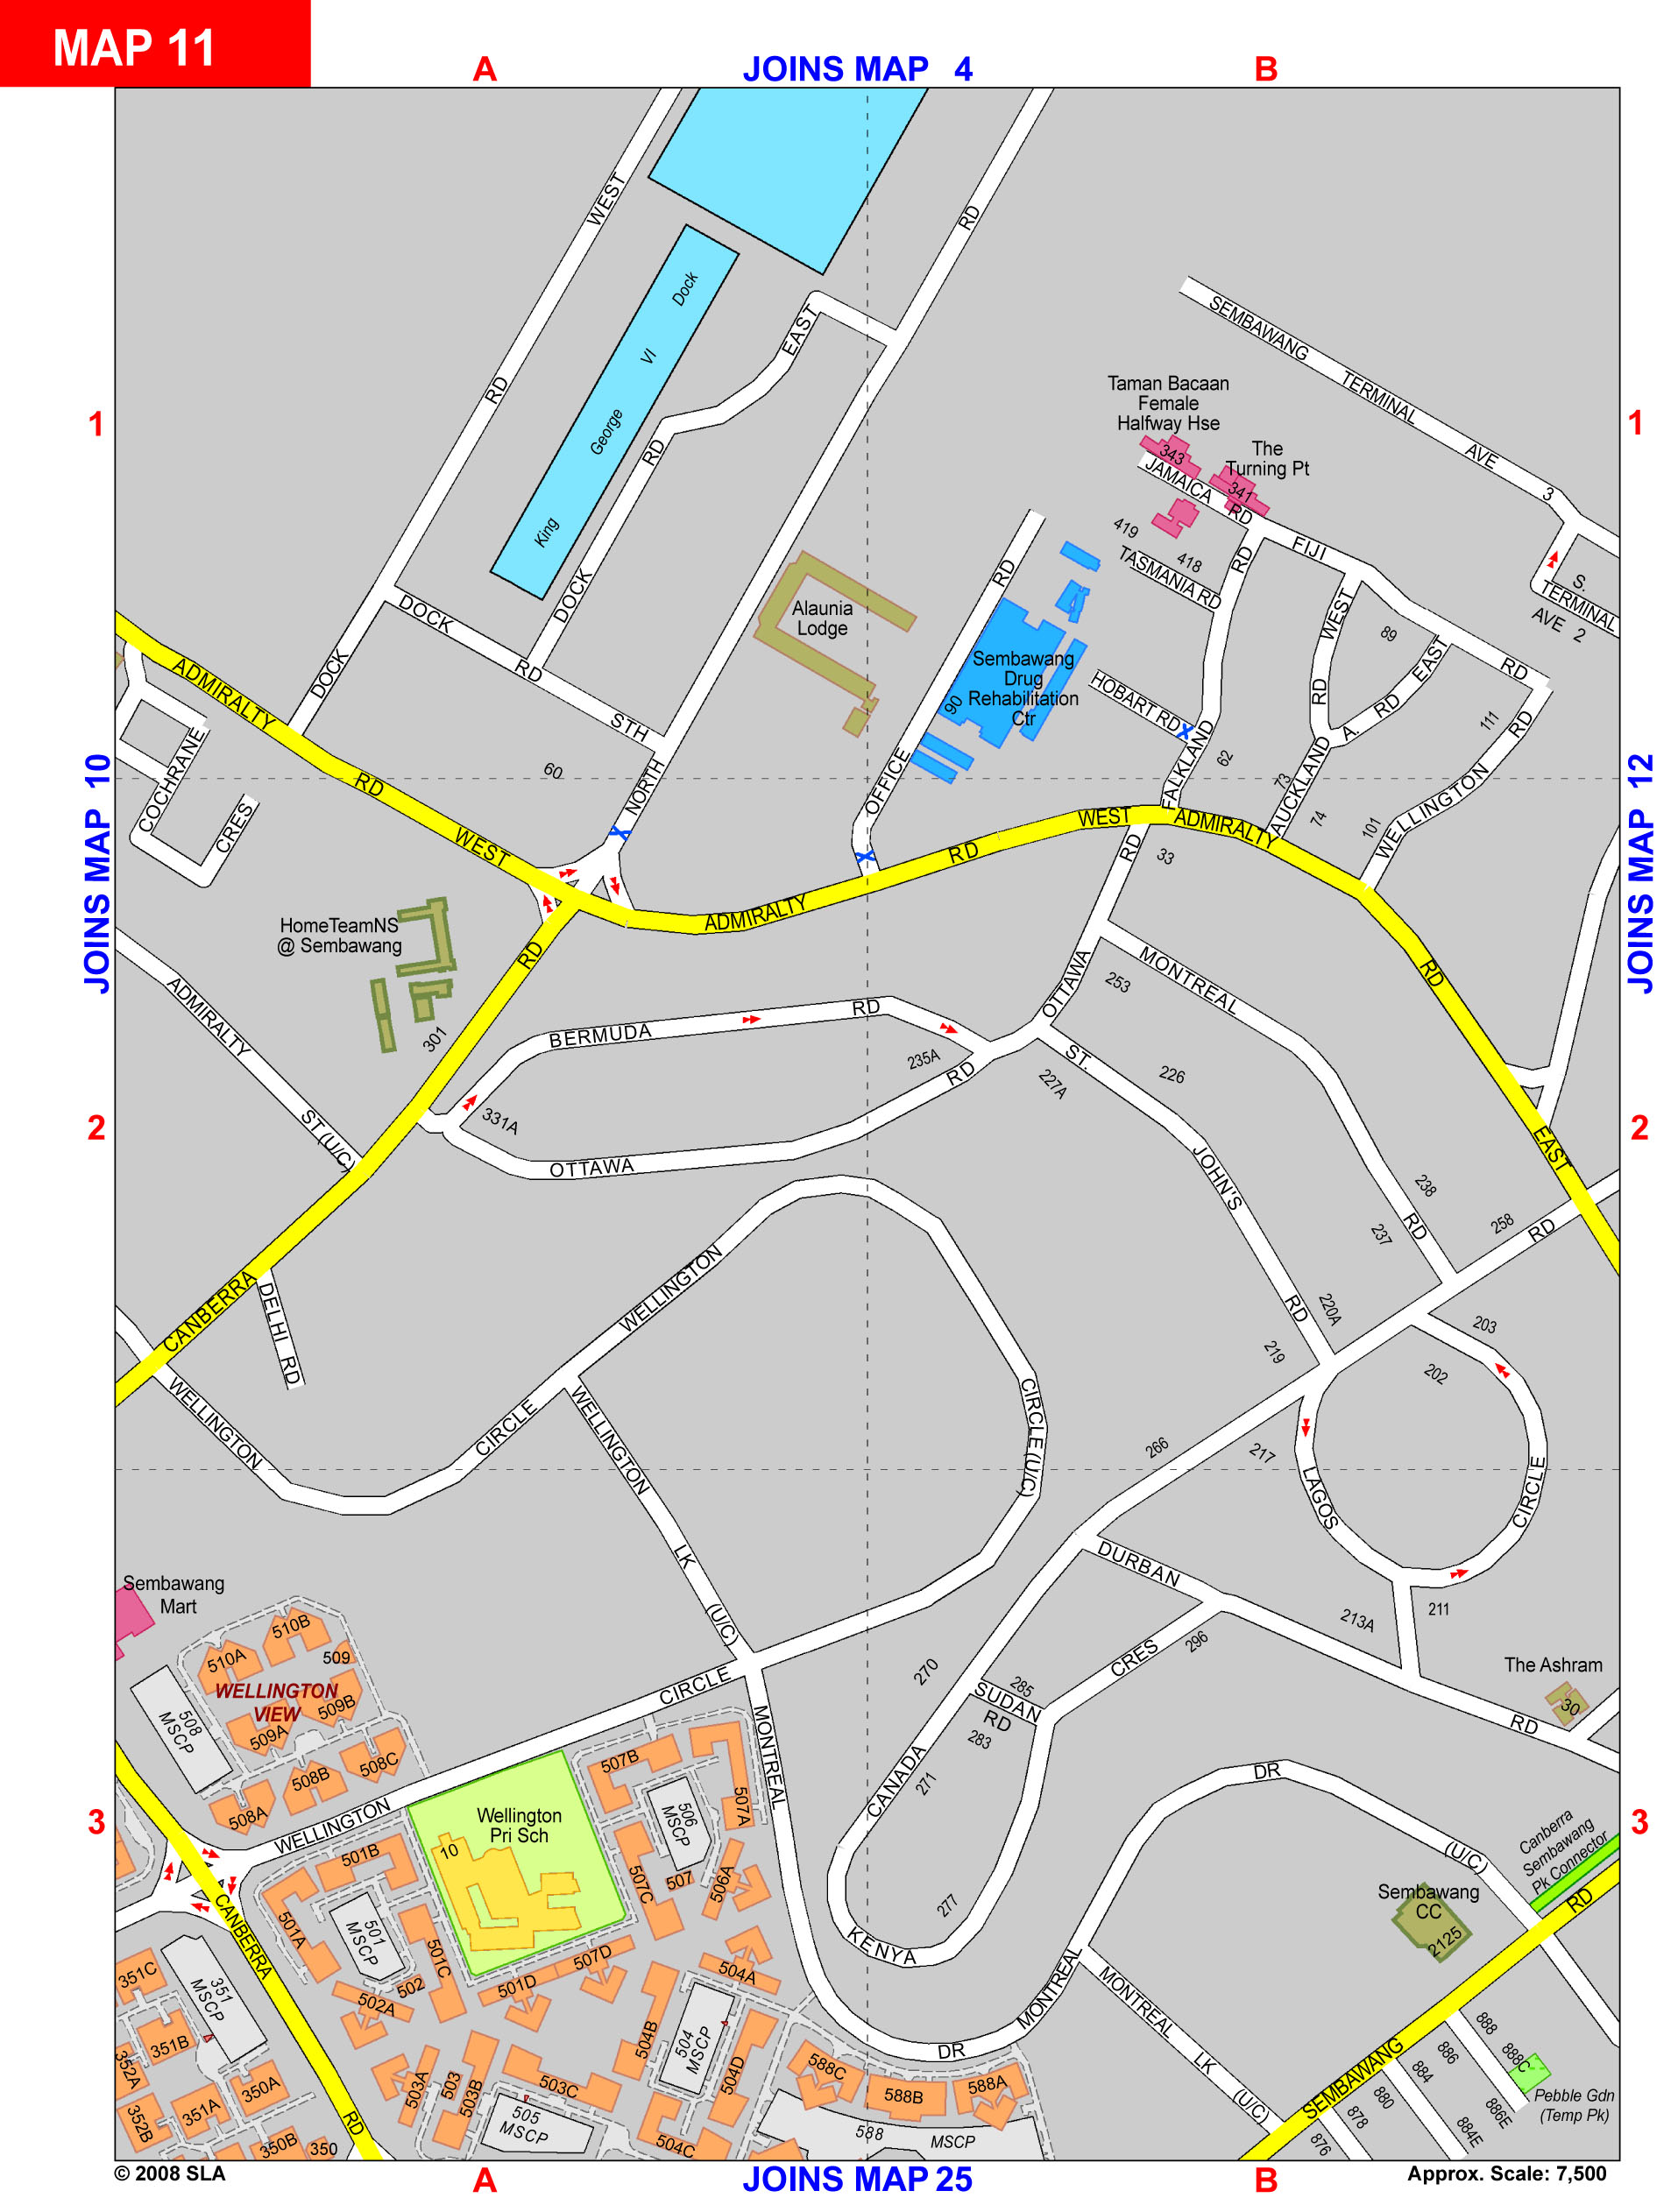 MAP 11
A
JOINS MAP 4
B
WEST
RD
SEMBAWANG
TERMINAL
AVE
3
Dock
VI
George
King
EAST
RD
DOCK
RD
DOCK
DOCK
RD
STH
1
1
Taman Bacaan
Female
Halfway Hse
343
The
Turning Pt
341
JAMAICA
RD
FIJI
RD
419
418
TASMANIA RD
RD
S.
TERMINAL
AVE 2
WEST
RD
89
EAST
RD
A.
111
RD
Alaunia
Lodge
RD
Sembawang
Drug
Rehabilitation
Ctr
90
HOBART RD
FALKLAND
62
73
AUCKLAND
74
101
WELLINGTON
ADMIRALTY
RD
WEST
60
NORTH
OFFICE
COCHRANE
CRES
JOINS MAP 10
JOINS MAP 12
ADMIRALTY
RD
WEST
ADMIRALTY
RD
EAST
RD
33
HomeTeamNS
@ Sembawang
301
RD
ADMIRALTY
ST (U/C)
BERMUDA
RD
235A
331A
OTTAWA
RD
OTTAWA
253
MONTREAL
ST.
227A
226
JOHN'S
RD
238
237
RD
258
RD
2
2
CANBERRA
DELHI RD
WELLINGTON
CIRCLE
WELLINGTON
CIRCLE (U/C)
WELLINGTON
LK
(U/C)
220A
219
203
202
266
217
LAGOS
CIRCLE
DURBAN
213A
211
RD
296
CRES
270
285
SUDAN
RD
283
CANADA
271
277
KENYA
The Ashram
30
Sembawang
Mart
510B
510A
509
WELLINGTON
VIEW
509B
509A
508
MSCP
508C
508B
508A
WELLINGTON
CIRCLE
MONTREAL
507B
507A
506
MSCP
507
507C
506A
Wellington
Pri Sch
10
501B
501A
501
MSCP
501C
502
502A
501D
507D
504A
3
3
CANBERRA
RD
351C
351
MSCP
351B
352A
352B
351A
350A
350B
350
503A
503
503B
503C
505
MSCP
504B
504
MSCP
504D
504C
588C
588B
588A
588
MSCP
DR
MONTREAL
DR
(U/C)
MONTREAL
LK
(U/C)
Canberra
Sembawang
Pk Connector
Sembawang
CC
2125
RD
SEMBAWANG
888
888C
886
884
880
878
876
886E
884E
Pebble Gdn
(Temp Pk)
© 2008 SLA
A
JOINS MAP 25
B
Approx. Scale: 7,500